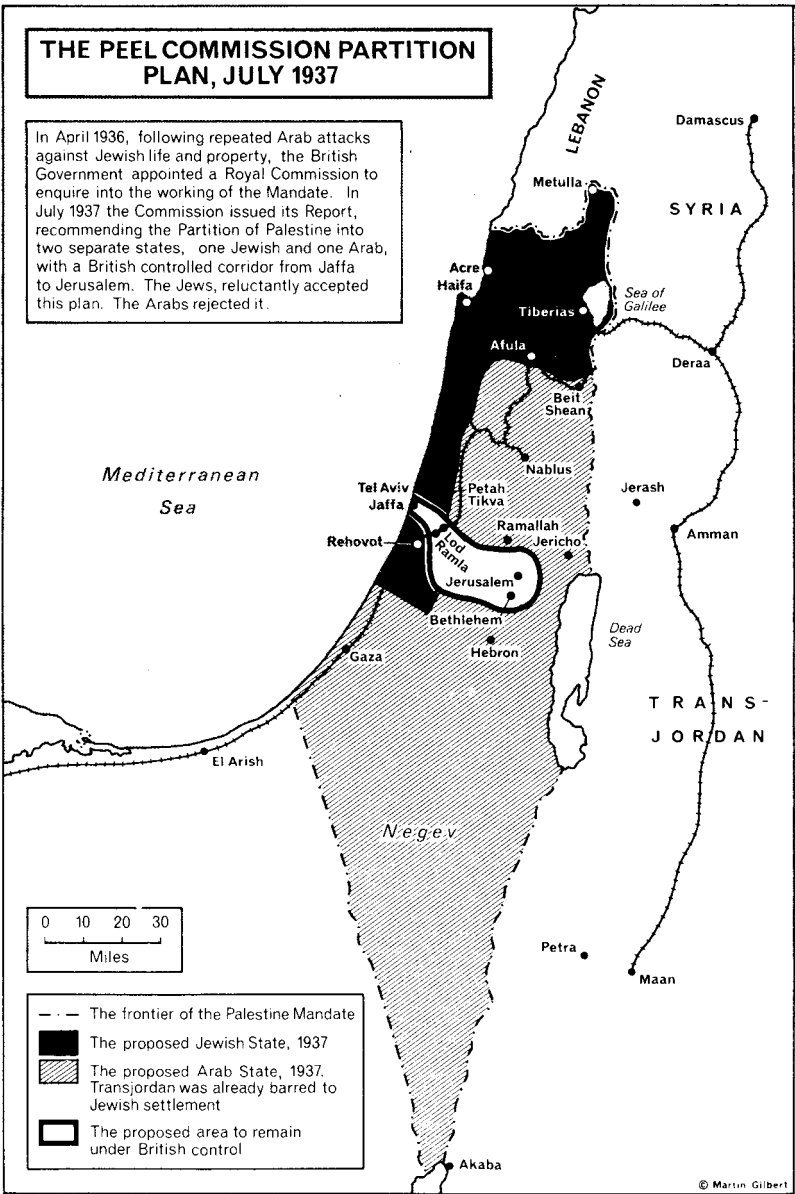 THE PEEL COMMISSION PARTITION
PLAN, JULY 1937
In April 1936, following repeated Arab attacks
against Jewish life and property, the British
Government appointed a Royal Commission to
enquire into the working of the Mandate. In
July 1937 the Commission issued its Report,
recommending the Partition of Palestine into
two separate states, one Jewish and one Arab,
with a British controlled corridor from Jaffa
to Jerusalem. The Jews, reluctantly accepted
this plan. The Arabs rejected it.
LEBANON
Damascus
Metulla
SYRIA
Acre
Haifa
Sea of
Galilee
Tiberias
Afula
Deraa
Beit
Shean
Mediterranean
Sea
Nablus
Tel Aviv
Jaffa
Petah
Tikva
Jerash
Rehovot
Lod
Ramla
Ramallah
Jericho
Amman
Jerusalem
Bethlehem
Dead
Sea
Hebron
Gaza
TRANS-
JORDAN
El Arish
Negev
0 10 20 30
Miles
Petra
Maan
The frontier of the Palestine Mandate
The proposed Jewish State, 1937
The proposed Arab State, 1937.
Transjordan was already barred to
Jewish settlement
The proposed area to remain
under British control
Akaba
© Martin Gilbert